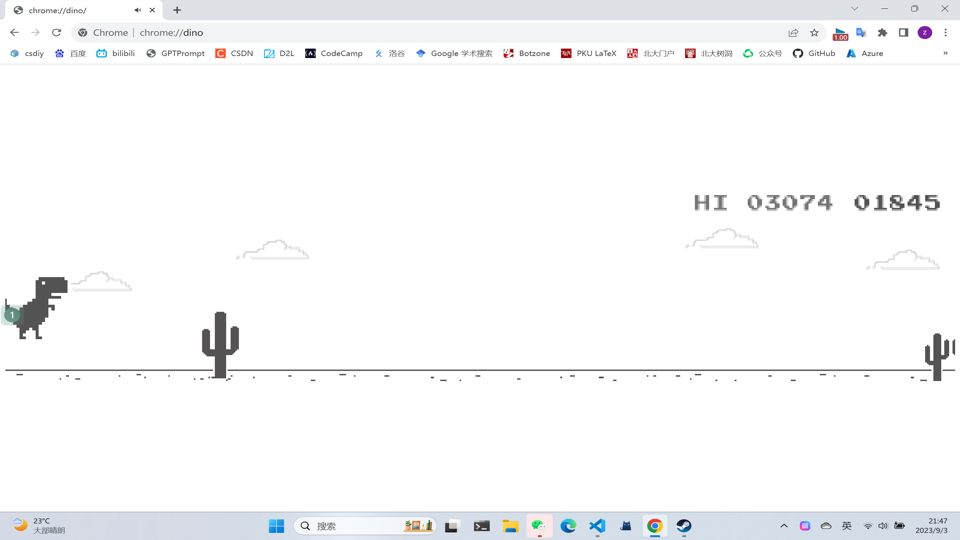 chrome://dino/
Chrome | chrome://dino
1.00
z
csdiy
百度
bilibili
GPTPrompt
CSDN
D2L
CodeCamp
洛谷
Google 学术搜索
Botzone
PKU LaTeX
北大门户
北大树洞
公众号
GitHub
Azure
»
HI 03074 01845
1
23°C
大部晴朗
搜索
英
21:47
2023/9/3